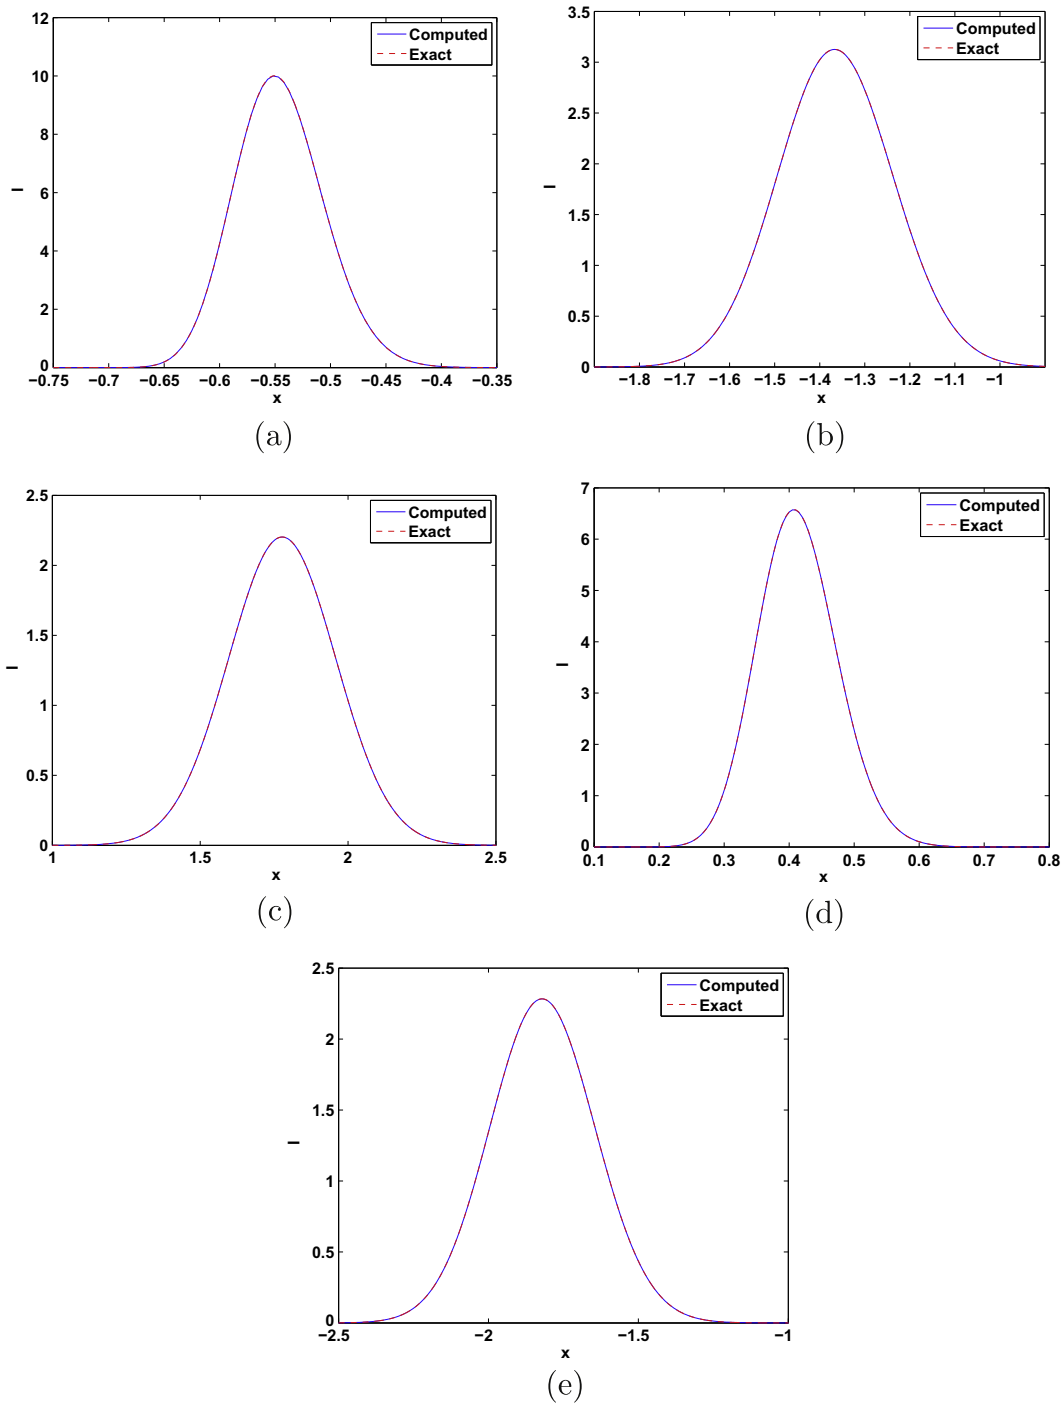 12
10
8
6
4
2
0
I
−0.75 −0.7 −0.65 −0.6 −0.55 −0.5 −0.45 −0.4 −0.35
x
Computed
Exact
(a)
3.5
3
2.5
2
1.5
1
0.5
0
I
−1.8 −1.7 −1.6 −1.5 −1.4 −1.3 −1.2 −1.1 −1
x
Computed
Exact
(b)
2.5
2
1.5
1
0.5
0
I
1 1.5 2 2.5
x
Computed
Exact
(c)
7
6
5
4
3
2
1
0
I
0.1 0.2 0.3 0.4 0.5 0.6 0.7 0.8
x
Computed
Exact
(d)
2.5
2
1.5
1
0.5
0
I
−2.5 −2 −1.5 −1
x
Computed
Exact
(e)